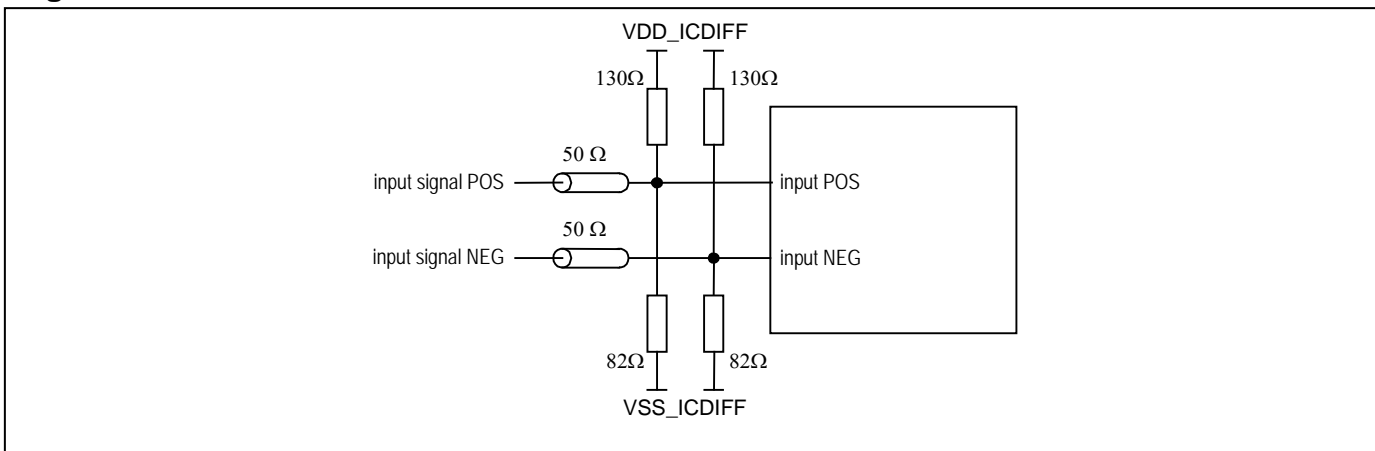 VDD_ICDIFF
130Ω 130Ω
50 Ω
input signal POS input POS
50 Ω
input signal NEG input NEG
82Ω 82Ω
VSS_ICDIFF